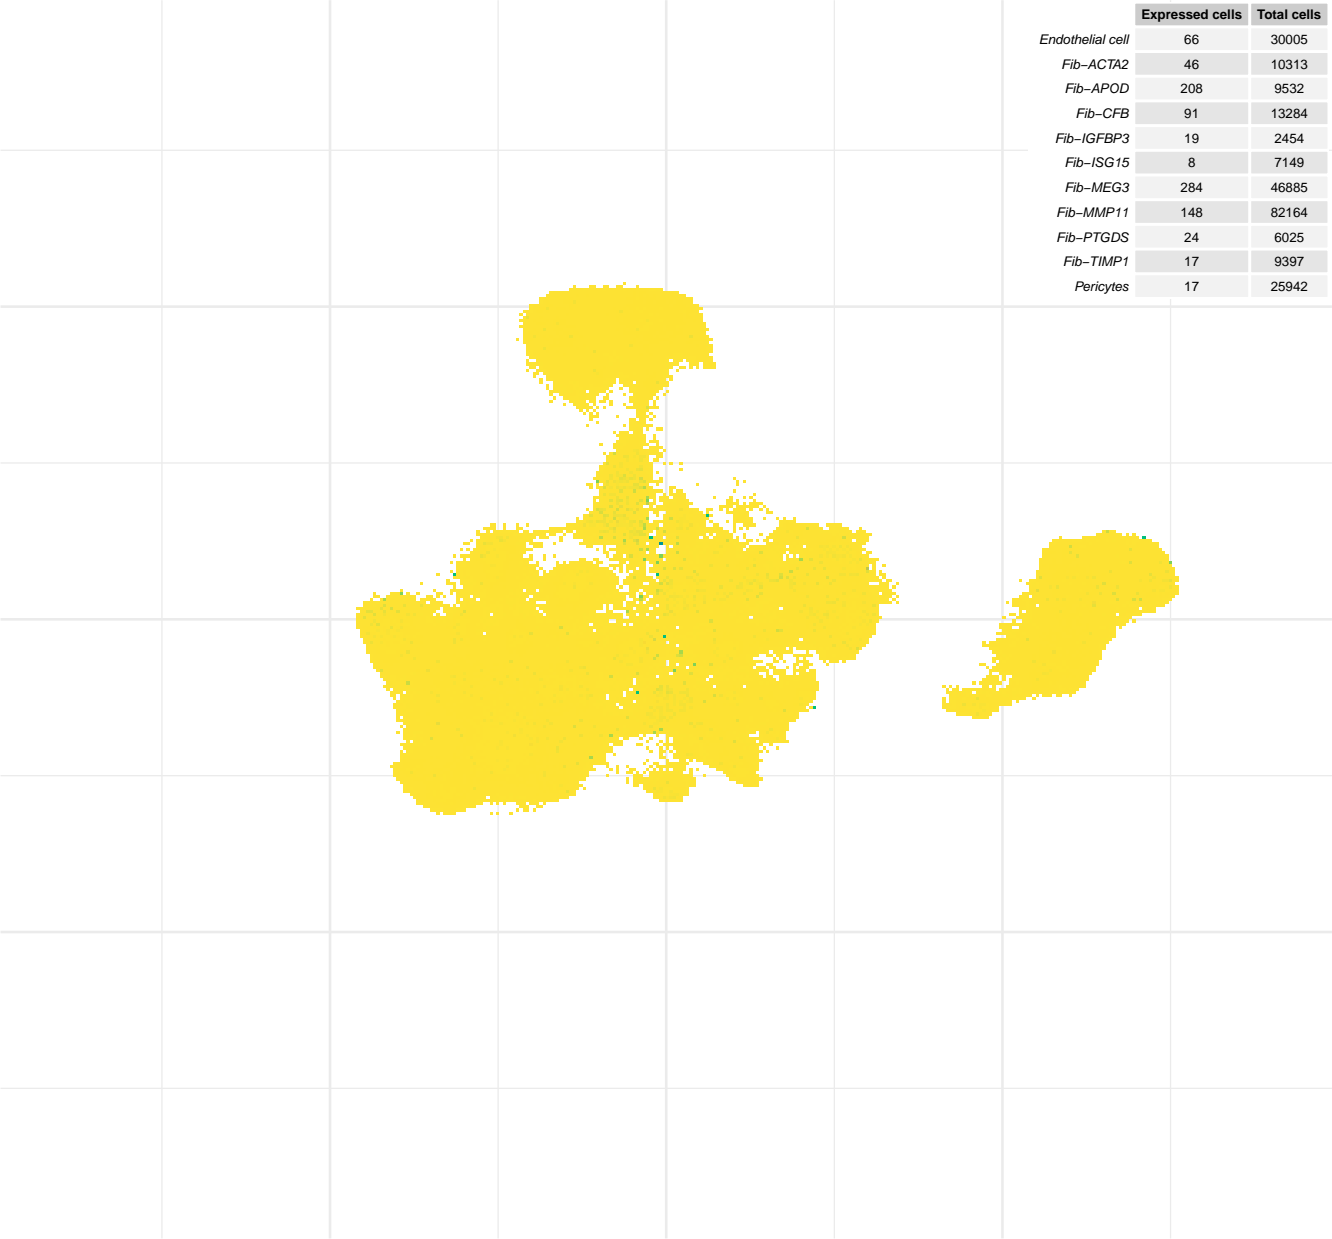 Expressed cells Total cells
Endothelial cell 66 30005
Fib−ACTA2 46 10313
Fib−APOD 208 9532
Fib−CFB 91 13284
Fib−IGFBP3 19 2454
Fib−ISG15 8 7149
Fib−MEG3 284 46885
Fib−MMP11 148 82164
Fib−PTGDS 24 6025
Fib−TIMP1 17 9397
Pericytes 17 25942